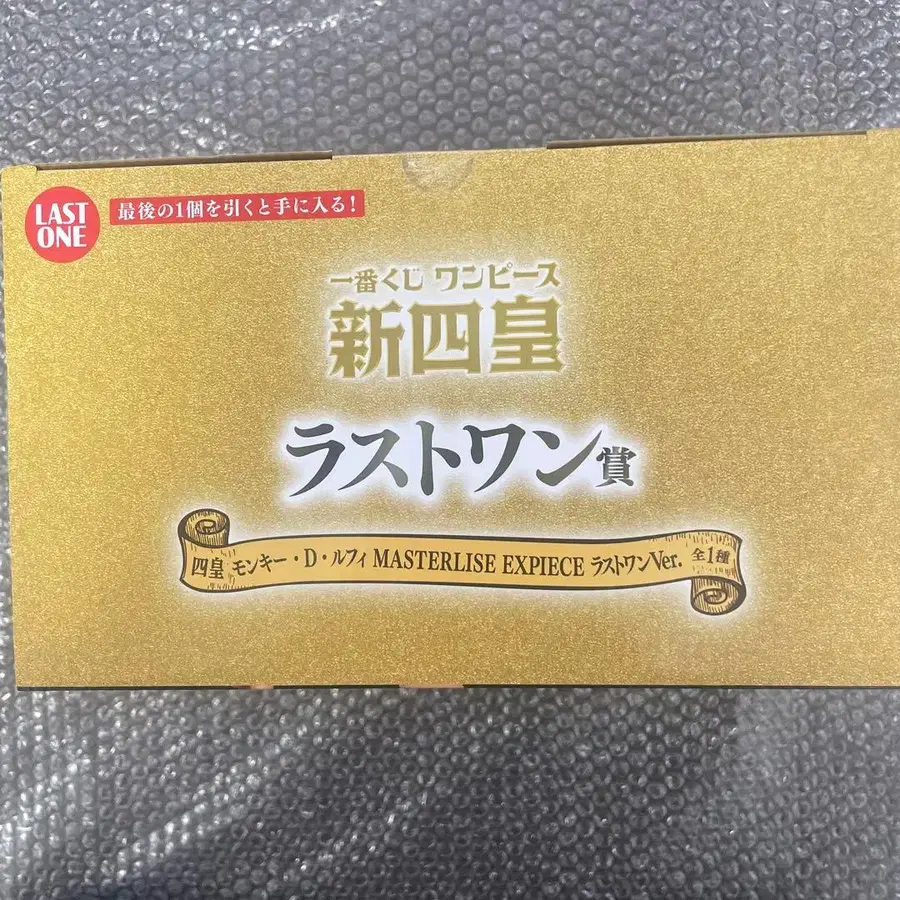 LAST
ONE
最後の1個を引くと手に入る!
一番くじ ワンピース
新四皇
ラストワン賞
四皇 モンキー・D・ルフィ MASTERLISE EXPIECE ラストワンVer. 全1種